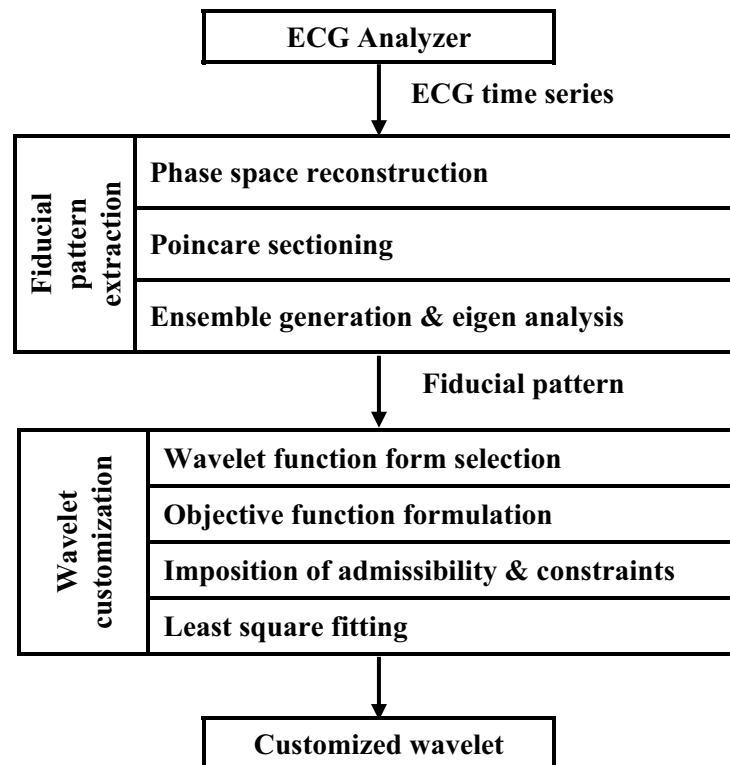 ECG Analyzer
ECG time series
Fiducial
pattern
extraction
Phase space reconstruction
Poincare sectioning
Ensemble generation & eigen analysis
Fiducial pattern
Wavelet
customization
Wavelet function form selection
Objective function formulation
Imposition of admissibility & constraints
Least square fitting
Customized wavelet